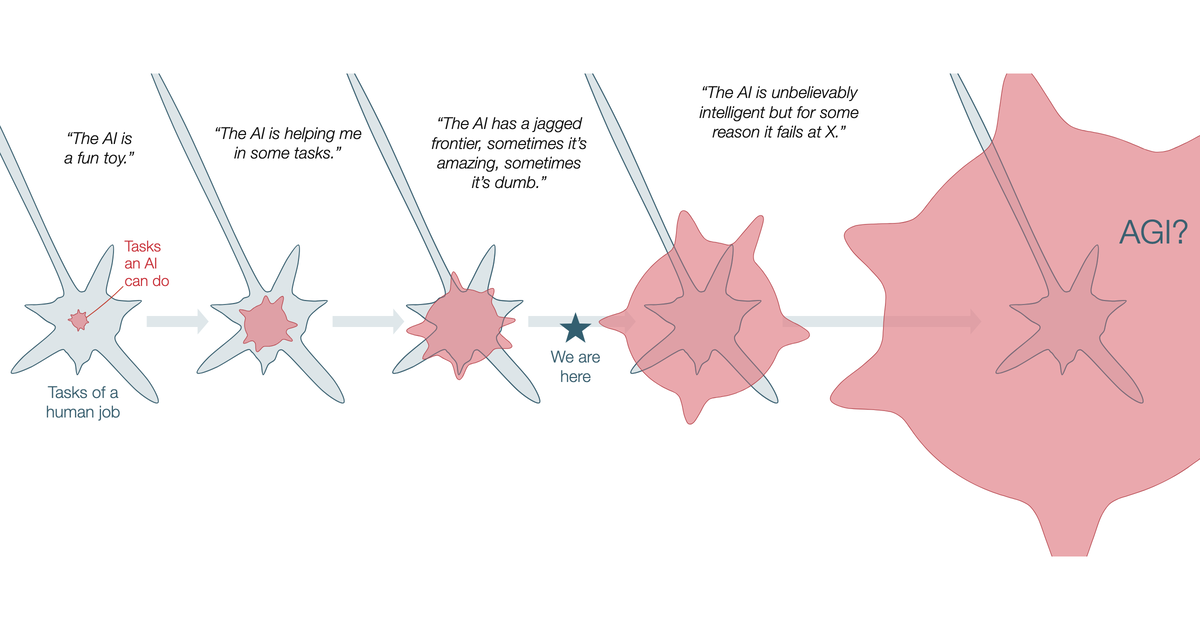 “The AI is
a fun toy.”
“The AI is helping me
in some tasks.”
“The AI has a jagged
frontier, sometimes it’s
amazing, sometimes
it’s dumb.”
“The AI is unbelievably
intelligent but for some
reason it fails at X.”
AGI?
Tasks
an AI
can do
We are
here
Tasks of a
human job